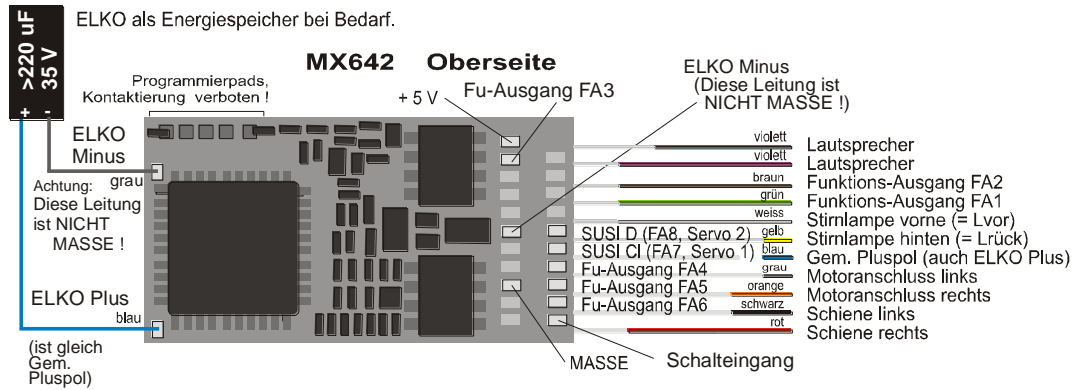 >220 uF
35 V
+ -
ELKO als Energiespeicher bei Bedarf.
MX642 Oberseite
Programmierpads,
Kontaktierung verboten !
+ 5 V
Fu-Ausgang FA3
ELKO Minus
(Diese Leitung ist
NICHT MASSE !)
ELKO
Minus
grau
Achtung:
Diese Leitung
ist NICHT
MASSE !
ELKO Plus
blau
(ist gleich
Gem.
Pluspol)
violett Lautsprecher
violett Lautsprecher
braun Funktions-Ausgang FA2
grün Funktions-Ausgang FA1
weiss Stirnlampe vorne (= Lvor)
SUSI D (FA8, Servo 2) gelb Stirnlampe hinten (= Lrück)
SUSI Cl (FA7, Servo 1) blau Gem. Pluspol (auch ELKO Plus)
Fu-Ausgang FA4 grau Motoranschluss links
Fu-Ausgang FA5 orange Motoranschluss rechts
Fu-Ausgang FA6 schwarz Schiene links
rot Schiene rechts
MASSE
Schalteingang